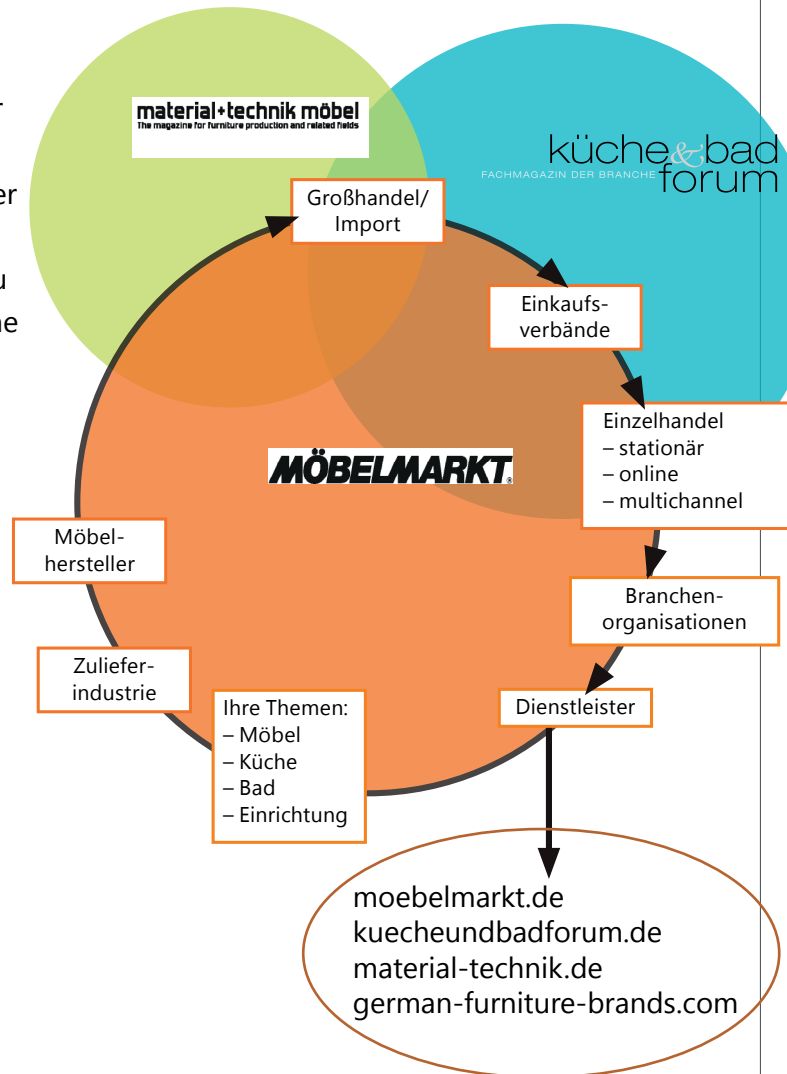 er
u
material+technik möbel
The magazine for furniture production and related fields
küche&bad
FACHMAGAZIN DER BRANCHE forum
Großhandel/
Import
Einkaufs-
verbände
Einzelhandel
– stationär
– online
– multichannel
MÖBELMARKT®
Möbel-
hersteller
Branchen-
organisationen
Zuliefer-
industrie
Ihre Themen:
– Möbel
– Küche
– Bad
– Einrichtung
Dienstleister
moebelmarkt.de
kuecheundbadforum.de
material-technik.de
german-furniture-brands.com